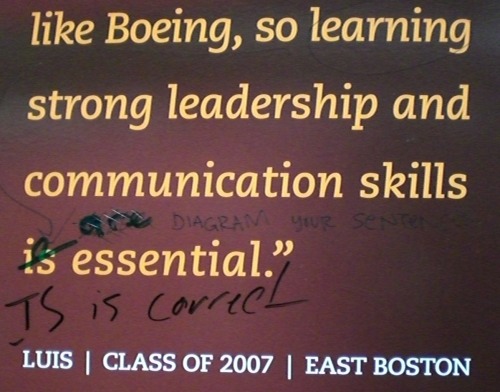 like Boeing, so learning
strong leadership and
communication skills
are DIAGRAM YOUR
is essential.”
IS is correct
LUIS | CLASS OF 2007 | EAST BOSTON